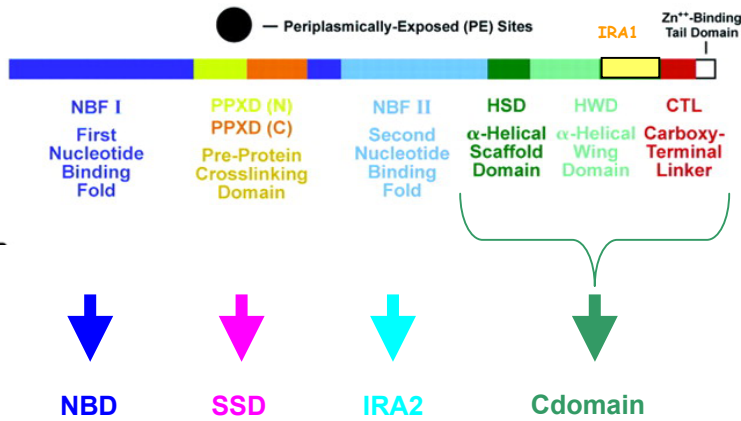 — Periplasmically-Exposed (PE) Sites
IRA1
Zn++-Binding
Tail Domain
NBF I
First
Nucleotide
Binding
Fold
PPXD (N)
PPXD (C)
Pre-Protein
Crosslinking
Domain
NBF II
Second
Nucleotide
Binding
Fold
HSD
α-Helical
Scaffold
Domain
HWD
α-Helical
Wing
Domain
CTL
Carboxy-
Terminal
Linker
NBD
SSD
IRA2
Cdomain